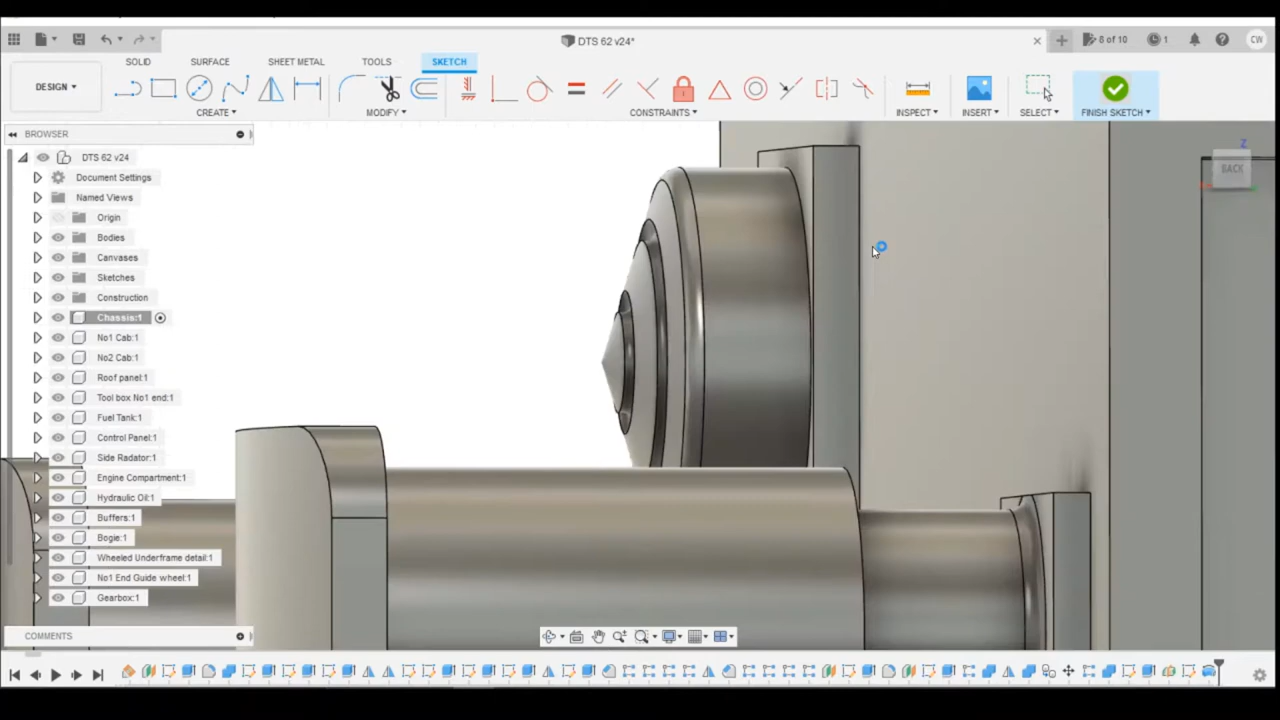 DTS 62 v24*
8 of 10
1
CW
DESIGN
SOLID SURFACE SHEET METAL TOOLS SKETCH
CREATE MODIFY CONSTRAINTS INSPECT INSERT SELECT FINISH SKETCH
BROWSER
DTS 62 v24
Document Settings
Named Views
Origin
Bodies
Canvases
Sketches
Construction
Chassis:1
No1 Cab:1
No2 Cab:1
Roof panel:1
Tool box No1 end:1
Fuel Tank:1
Control Panel:1
Side Radator:1
Engine Compartment:1
Hydraulic Oil:1
Buffers:1
Bogie:1
Wheeled Underframe detail:1
No1 End Guide wheel:1
Gearbox:1
COMMENTS
Z
BACK